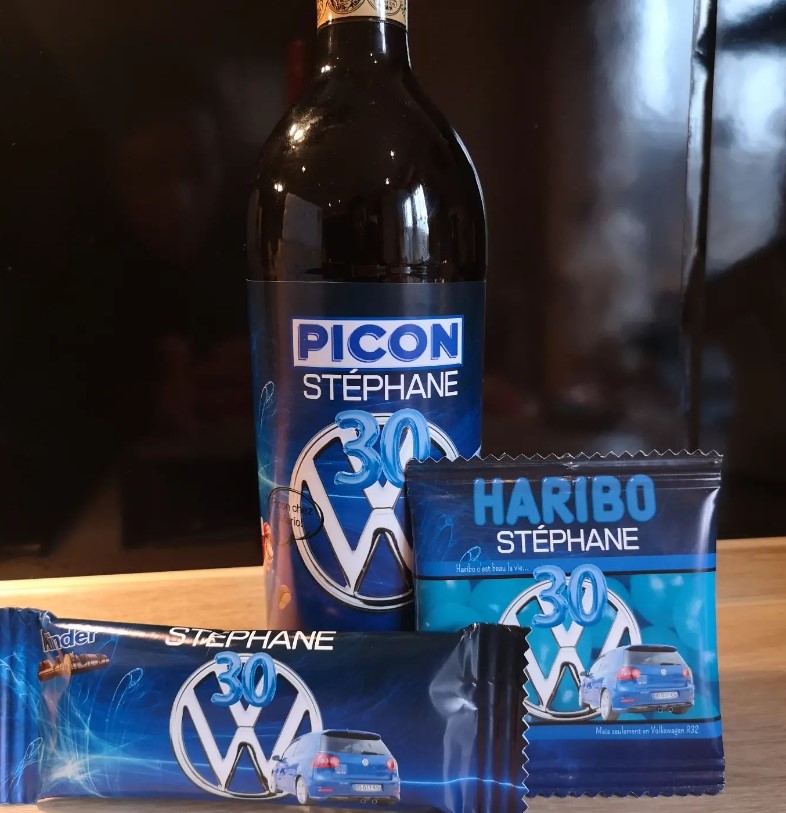 PICON
STÉPHANE
30
HARIBO
STÉPHANE
Haribo c'est beau la vie...
30
Mais seulement en Volkswagen R32
kinder
STÉPHANE
30